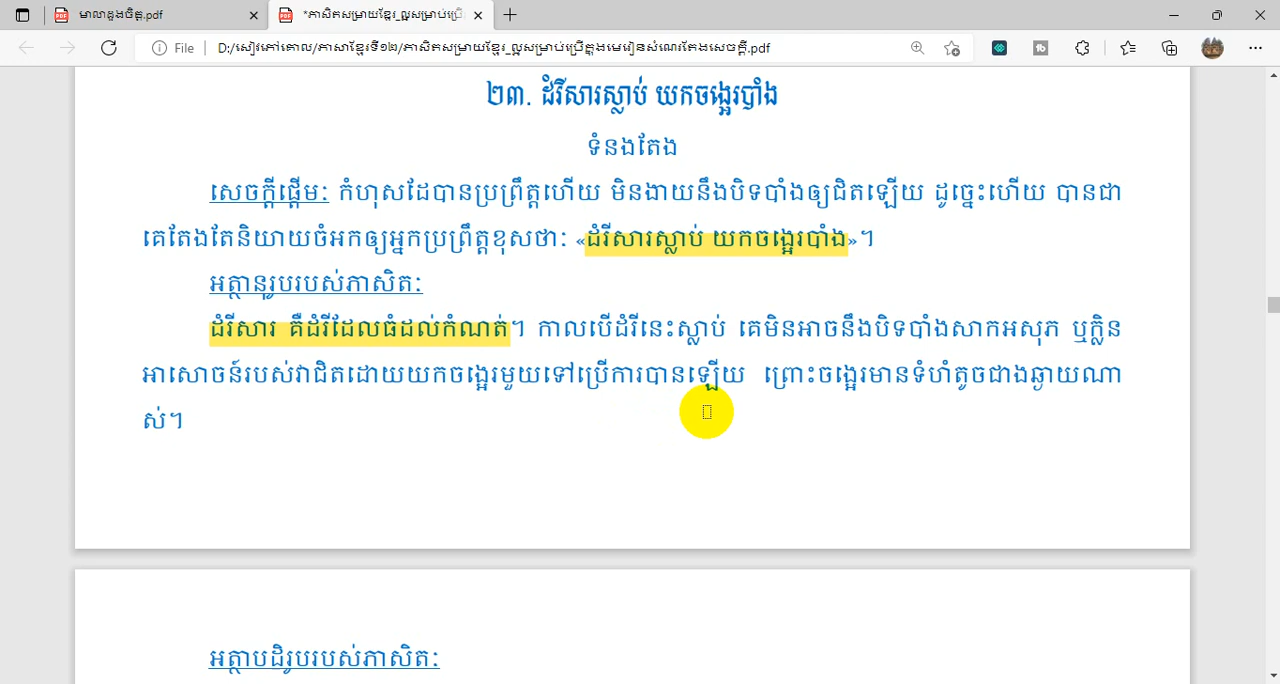 មាលាដួងចិត្ត.pdf
*ភាសិតសម្រាយខ្មែរ_ល្អសម្រាប់ប្រើ
File
D:/សៀវភៅគោល/ភាសាខ្មែរទី១២/ភាសិតសម្រាយខ្មែរ_ល្អសម្រាប់ប្រើក្នុងមេរៀនសំណេរតែងសេចក្តី.pdf
២៣. ដំរីសារស្លាប់ យកចង្អេរបាំង
ទំនងតែង
សេចក្តីផ្តើម: កំហុសដែបានប្រព្រឹត្តហើយ មិនងាយនឹងបិទបាំងឲ្យជិតឡើយ ដូច្នេះហើយ បានជា
គេតែងតែនិយាយចំអកឲ្យអ្នកប្រព្រឹត្តខុសថា: «ដំរីសារស្លាប់ យកចង្អេរបាំង»។
អត្ថានុរូបរបស់ភាសិត:
ដំរីសារ គឺដំរីដែលធំដល់កំណត់។ កាលបើដំរីនេះស្លាប់ គេមិនអាចនឹងបិទបាំងសាកអសុភ ឬក្លិន
អាសោចន៍របស់វាជិតដោយយកចង្អេរមួយទៅប្រើការបានឡើយ ព្រោះចង្អេរមានទំហំតូចជាងឆ្ងាយណា
ស់។
អត្ថាបដិរូបរបស់ភាសិត: